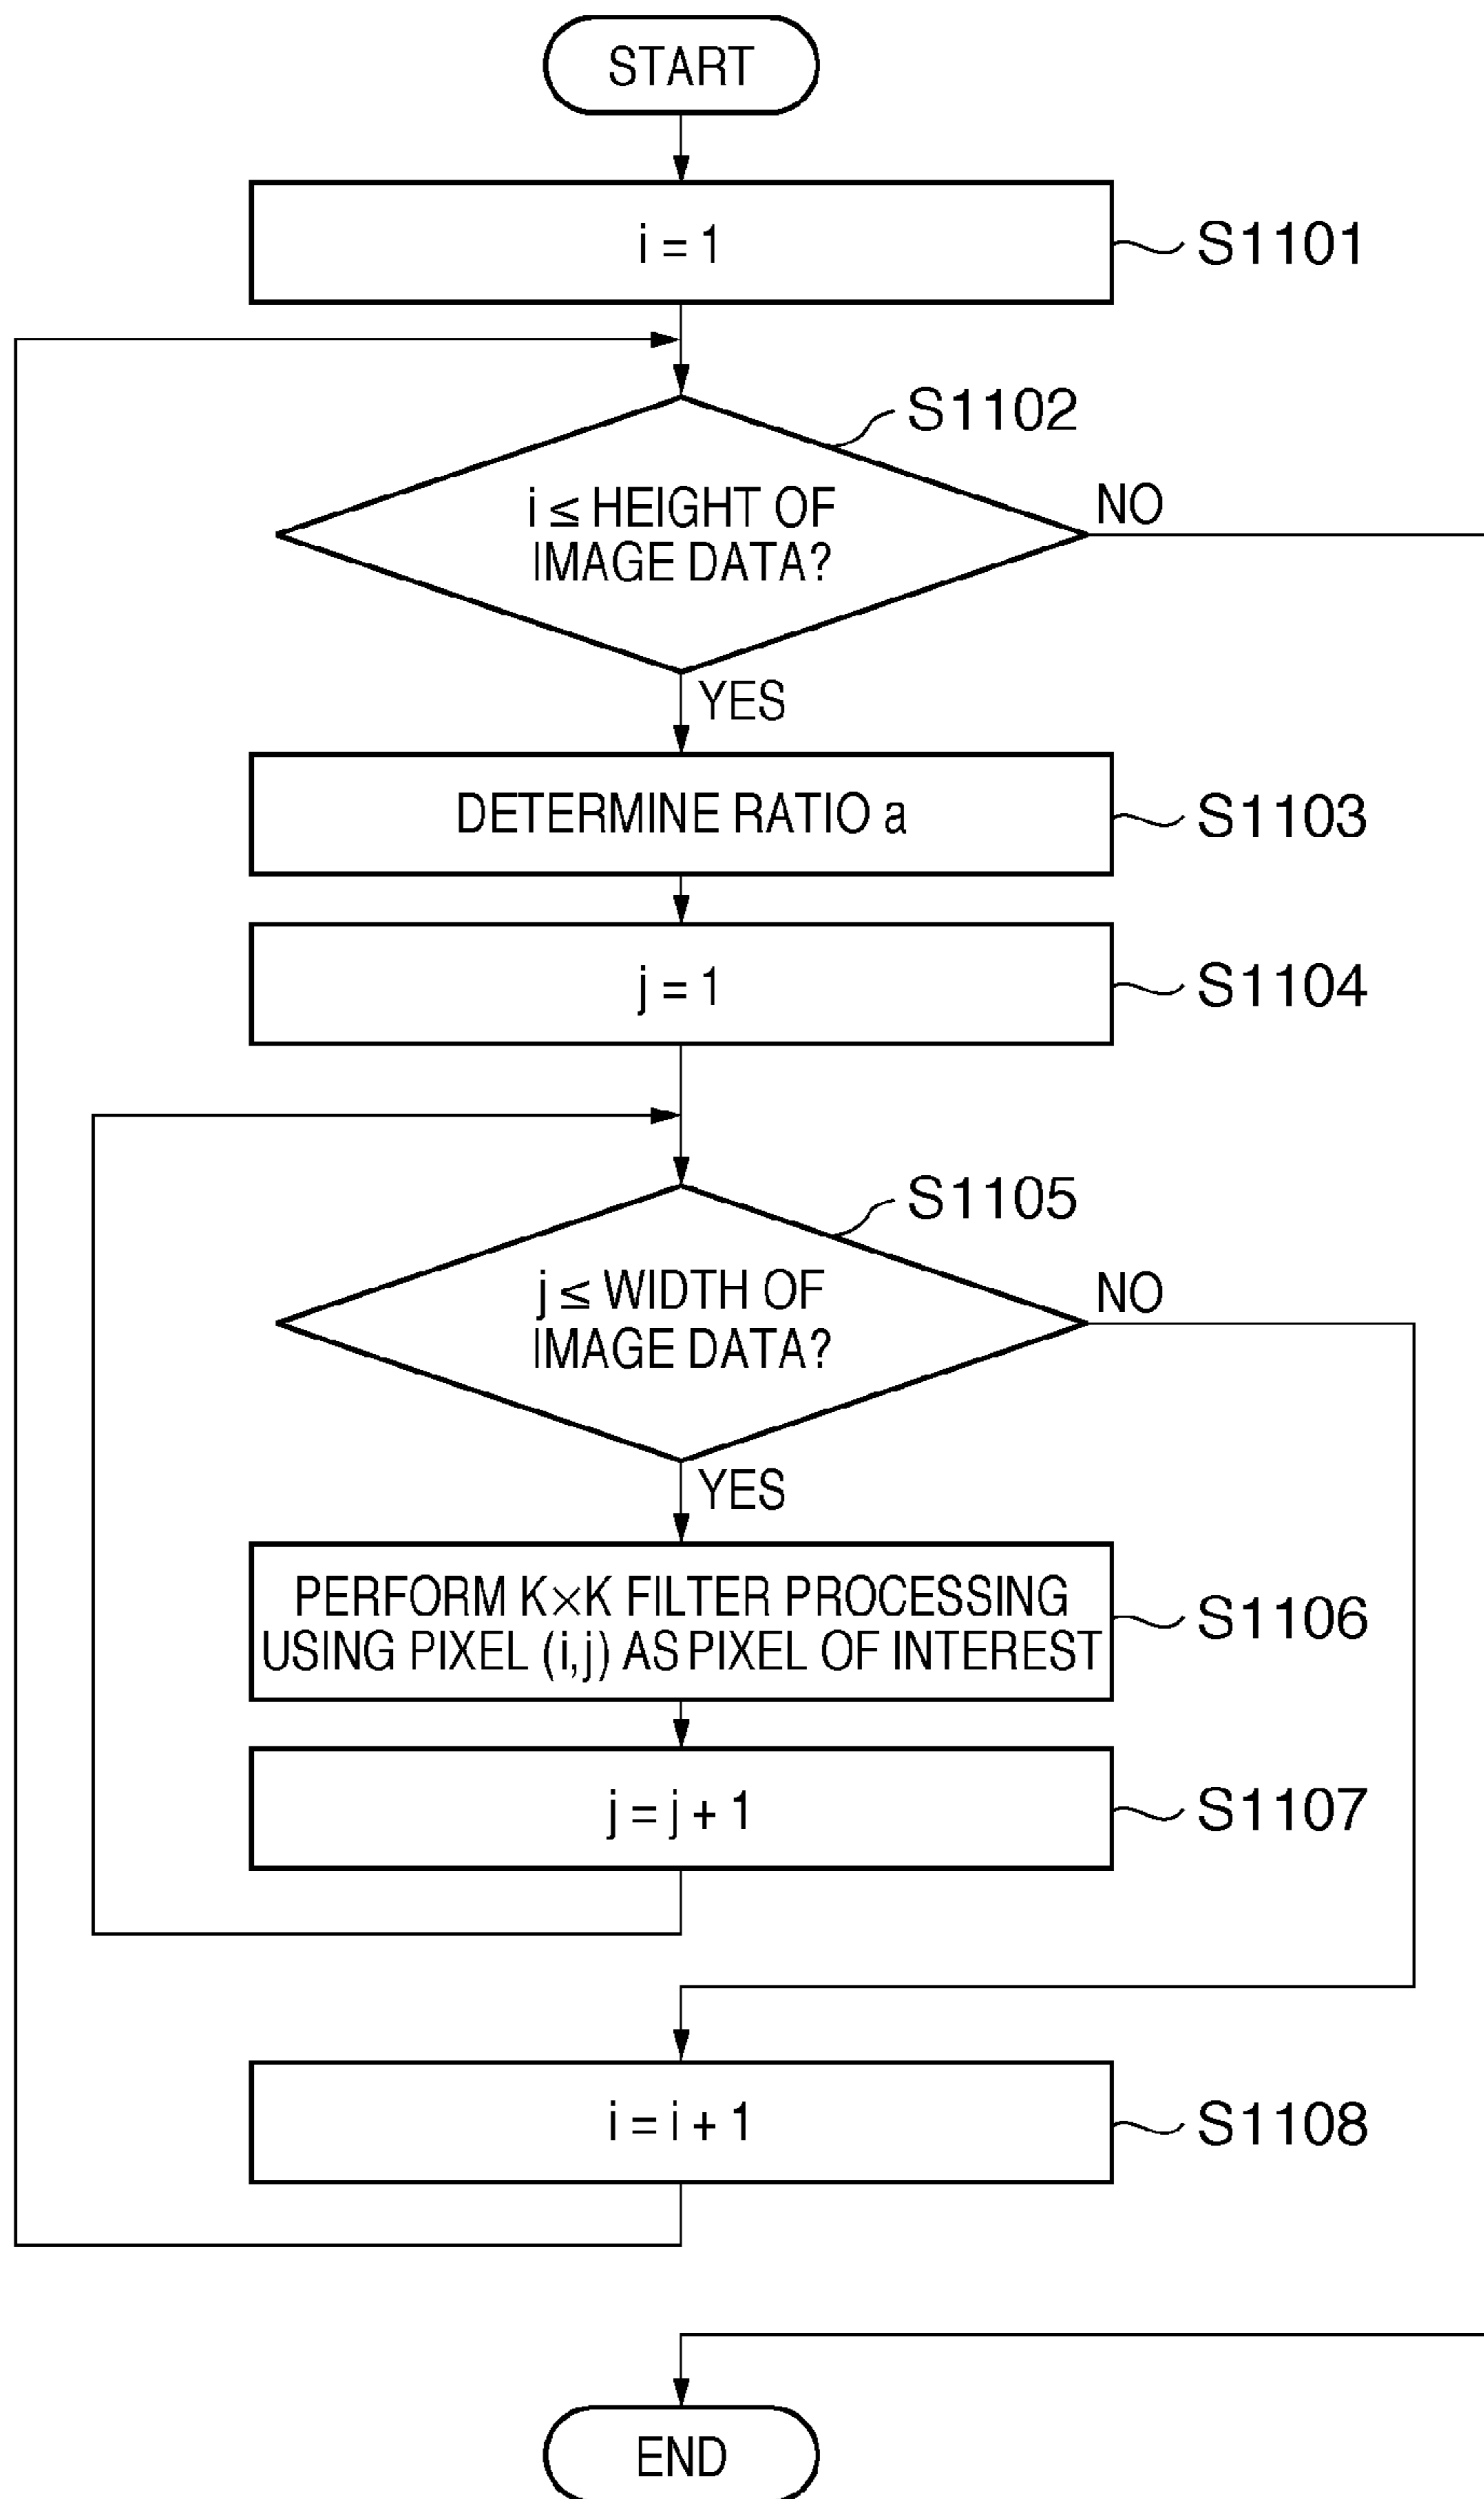 START
i = 1
S1101
S1102
i ≤ HEIGHT OF
IMAGE DATA?
NO
YES
DETERMINE RATIO a
S1103
j = 1
S1104
S1105
j ≤ WIDTH OF
IMAGE DATA?
NO
YES
PERFORM K×K FILTER PROCESSING
USING PIXEL (i,j) AS PIXEL OF INTEREST
S1106
j = j + 1
S1107
i = i + 1
S1108
END